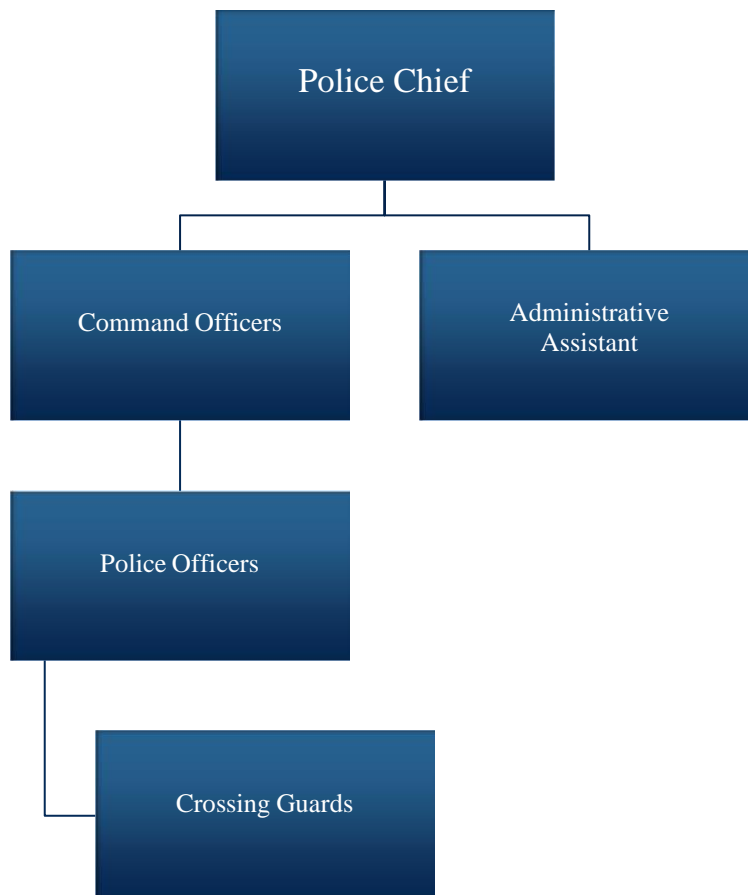 Police Chief
Command Officers
Administrative
Assistant
Police Officers
Crossing Guards